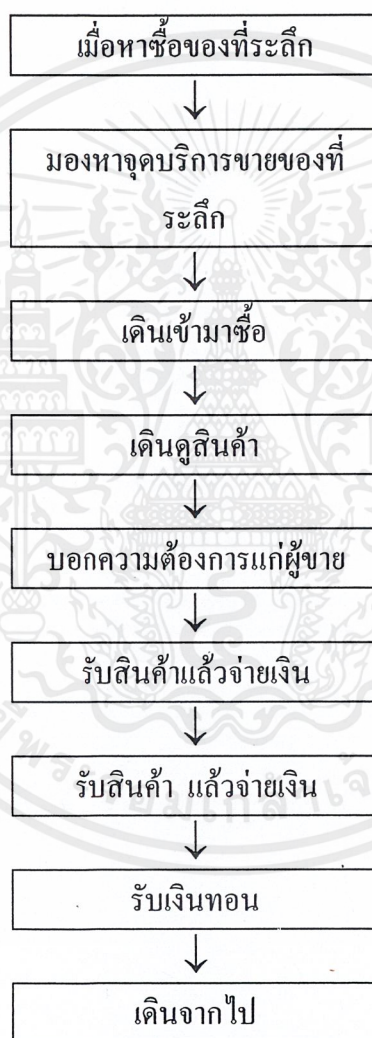 เมื่อหาซื้อของที่ระลึก
มองหาจุดบริการขายของที่
ระลึก
เดินเข้ามาซื้อ
เดินดูสินค้า
บอกความต้องการแก่ผู้ขาย
รับสินค้าแล้วจ่ายเงิน
รับสินค้า แล้วจ่ายเงิน
รับเงินทอน
เดินจากไป